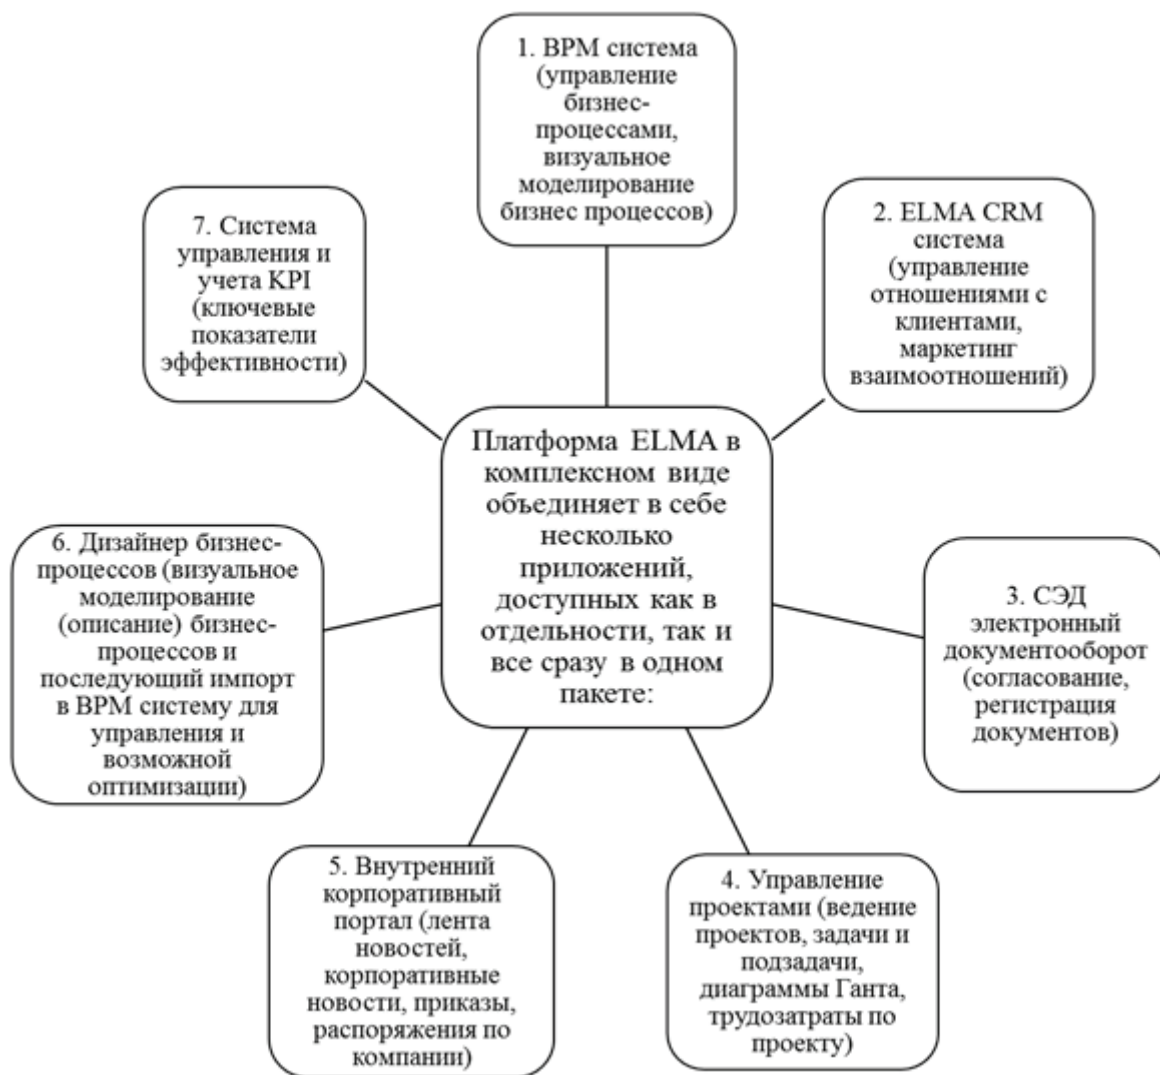 1. BPM система
(управление
бизнес-
процессами,
визуальное
моделирование
бизнес процессов)
2. ELMA CRM
система
(управление
отношениями с
клиентами,
маркетинг
взаимоотношений)
3. СЭД
электронный
документооборот
(согласование,
регистрация
документов)
4. Управление
проектами (ведение
проектов, задачи и
подзадачи,
диаграммы Ганта,
трудозатраты по
проекту)
5. Внутренний
корпоративный
портал (лента
новостей,
корпоративные
новости, приказы,
распоряжения по
компании)
6. Дизайнер бизнес-
процессов (визуальное
моделирование
(описание) бизнес-
процессов и
последующий импорт
в BPM систему для
управления и
возможной
оптимизации)
7. Система
управления и
учета KPI
(ключевые
показатели
эффективности)
Платформа ELMA в
комплексном виде
объединяет в себе
несколько
приложений,
доступных как в
отдельности, так и
все сразу в одном
пакете: